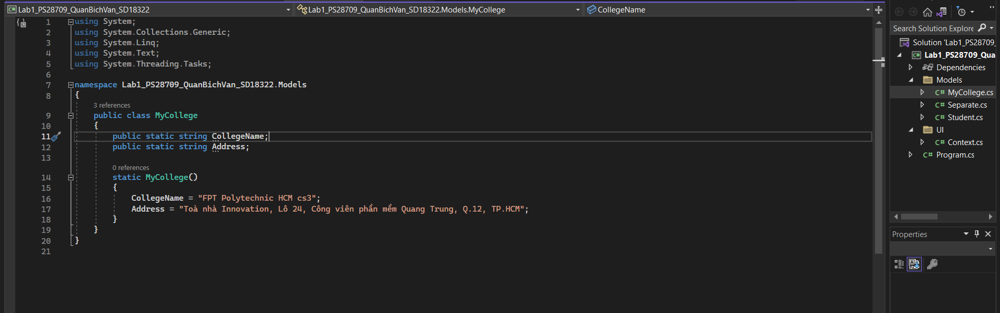 Lab1_PS28709_QuanBichVan_SD18322
Lab1_PS28709_QuanBichVan_SD18322.Models.MyCollege
CollegeName
1 using System;
2 using System.Collections.Generic;
3 using System.Linq;
4 using System.Text;
5 using System.Threading.Tasks;
6
7 namespace Lab1_PS28709_QuanBichVan_SD18322.Models
8 {
3 references
9 public class MyCollege
10 {
11 public static string CollegeName;
12 public static string Address;
13
0 references
14 static MyCollege()
15 {
16 CollegeName = "FPT Polytechnic HCM cs3";
17 Address = "Toà nhà Innovation, Lô 24, Công viên phần mềm Quang Trung, Q.12, TP.HCM";
18 }
19 }
20 }
21
Search Solution Explore
Solution 'Lab1_PS28709_
C# Lab1_PS28709_Qua
Dependencies
Models
C# MyCollege.cs
C# Separate.cs
C# Student.cs
UI
C# Context.cs
C# Program.cs
Properties